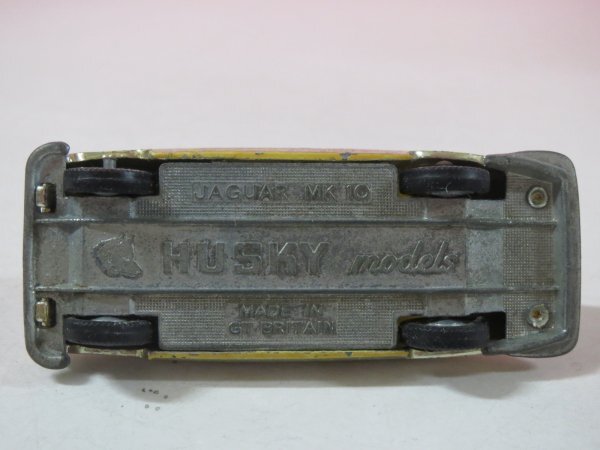 JAGUAR MK 10
HUSKY models
MADE IN
GT BRITAIN